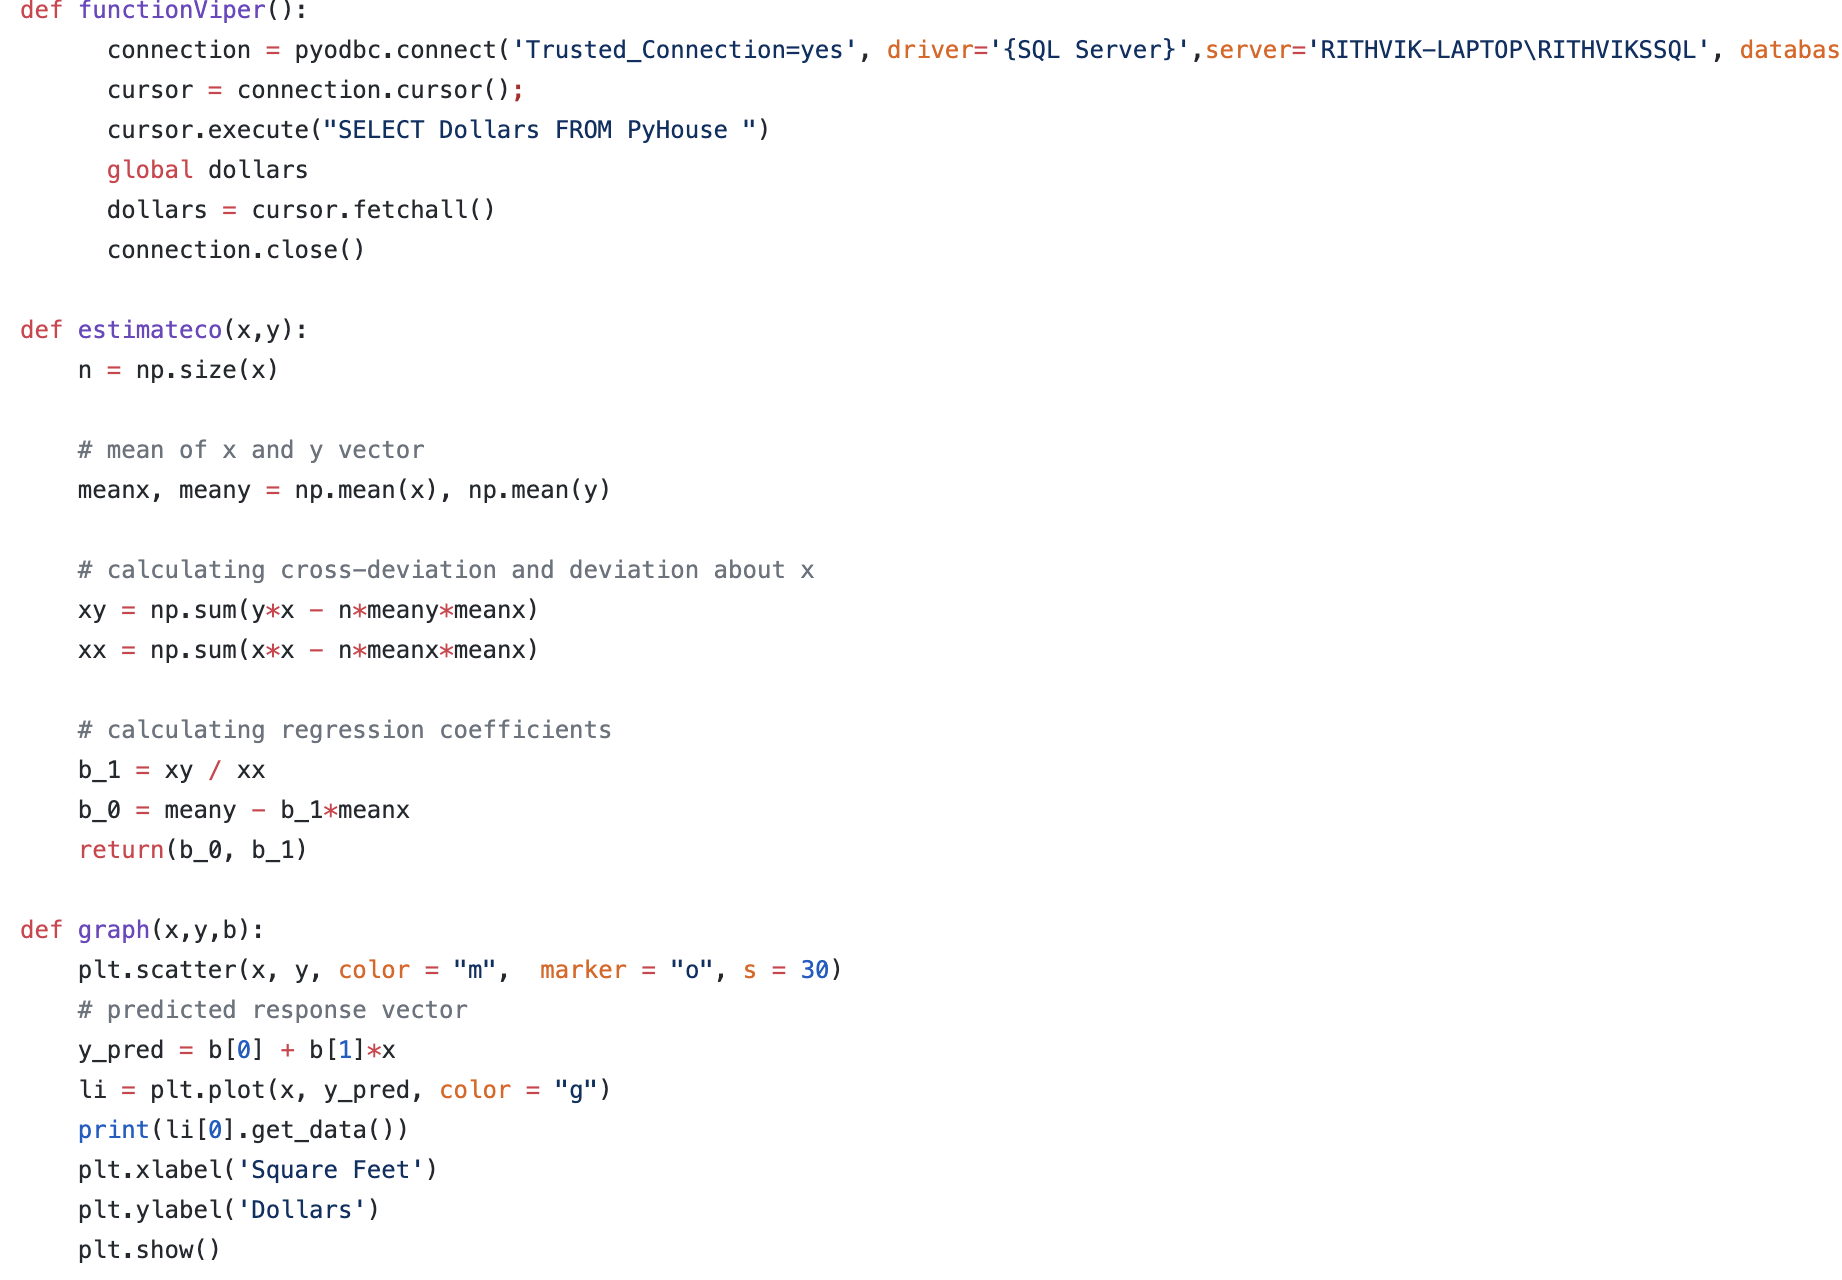 def functionViper():
connection = pyodbc.connect('Trusted_Connection=yes', driver='{SQL Server}',server='RITHVIK-LAPTOP\RITHVIKSSQL', databas
cursor = connection.cursor();
cursor.execute("SELECT Dollars FROM PyHouse ")
global dollars
dollars = cursor.fetchall()
connection.close()
def estimateco(x,y):
n = np.size(x)
# mean of x and y vector
meanx, meany = np.mean(x), np.mean(y)
# calculating cross-deviation and deviation about x
xy = np.sum(y*x - n*meany*meanx)
xx = np.sum(x*x - n*meanx*meanx)
# calculating regression coefficients
b_1 = xy / xx
b_0 = meany - b_1*meanx
return(b_0, b_1)
def graph(x,y,b):
plt.scatter(x, y, color = "m",  marker = "o", s = 30)
# predicted response vector
y_pred = b[0] + b[1]*x
li = plt.plot(x, y_pred, color = "g")
print(li[0].get_data())
plt.xlabel('Square Feet')
plt.ylabel('Dollars')
plt.show()